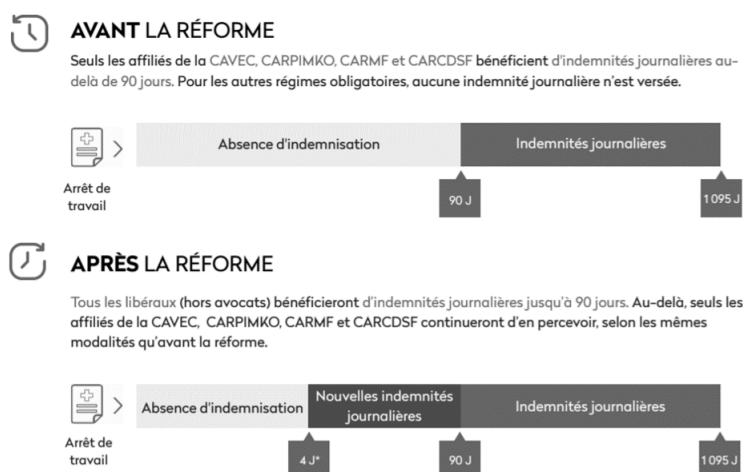 AVANT LA RÉFORME
Seuls les affiliés de la CAVEC, CARPIMKO, CARMF et CARCDSF bénéficient d'indemnités journalières au-
delà de 90 jours. Pour les autres régimes obligatoires, aucune indemnité journalière n'est versée.
Absence d'indemnisation
Indemnités journalières
Arrêt de
travail
90 J
1 095 J
APRÈS LA RÉFORME
Tous les libéraux (hors avocats) bénéficieront d'indemnités journalières jusqu'à 90 jours. Au-delà, seuls les
affiliés de la CAVEC, CARPIMKO, CARMF et CARCDSF continueront d'en percevoir, selon les mêmes
modalités qu'avant la réforme.
Absence d'indemnisation
Nouvelles indemnités
journalières
Indemnités journalières
Arrêt de
travail
4 J*
90 J
1 095 J